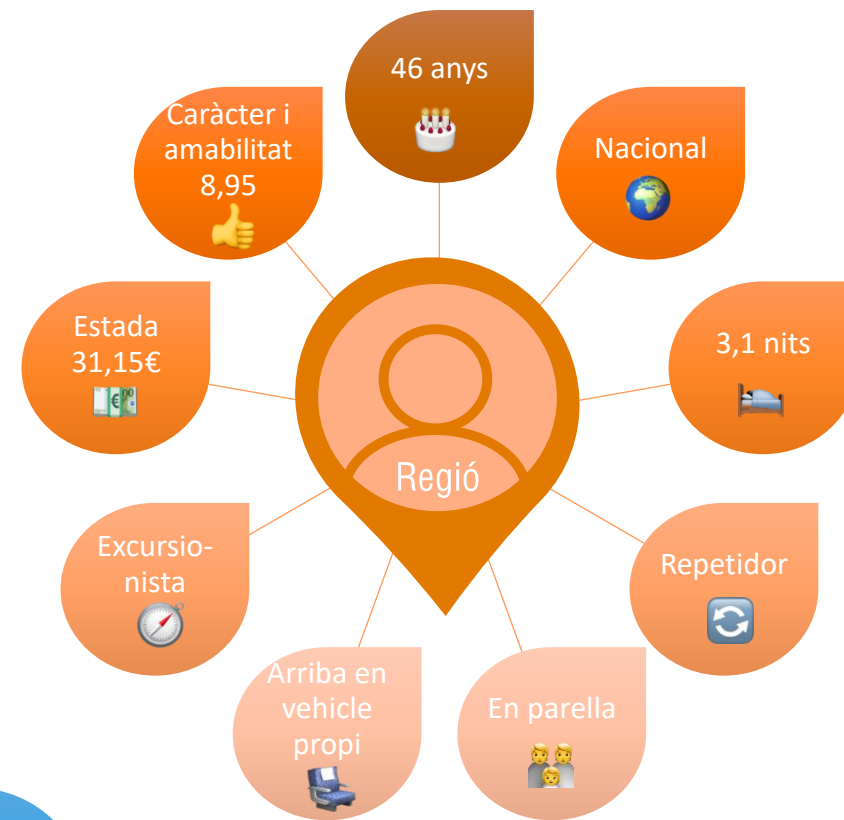 46 anys
Caràcter i
amabilitat
8,95
Nacional
Estada
31,15€
3,1 nits
Regió
Excursio-
nista
Repetidor
Arriba en
vehicle
propi
En parella